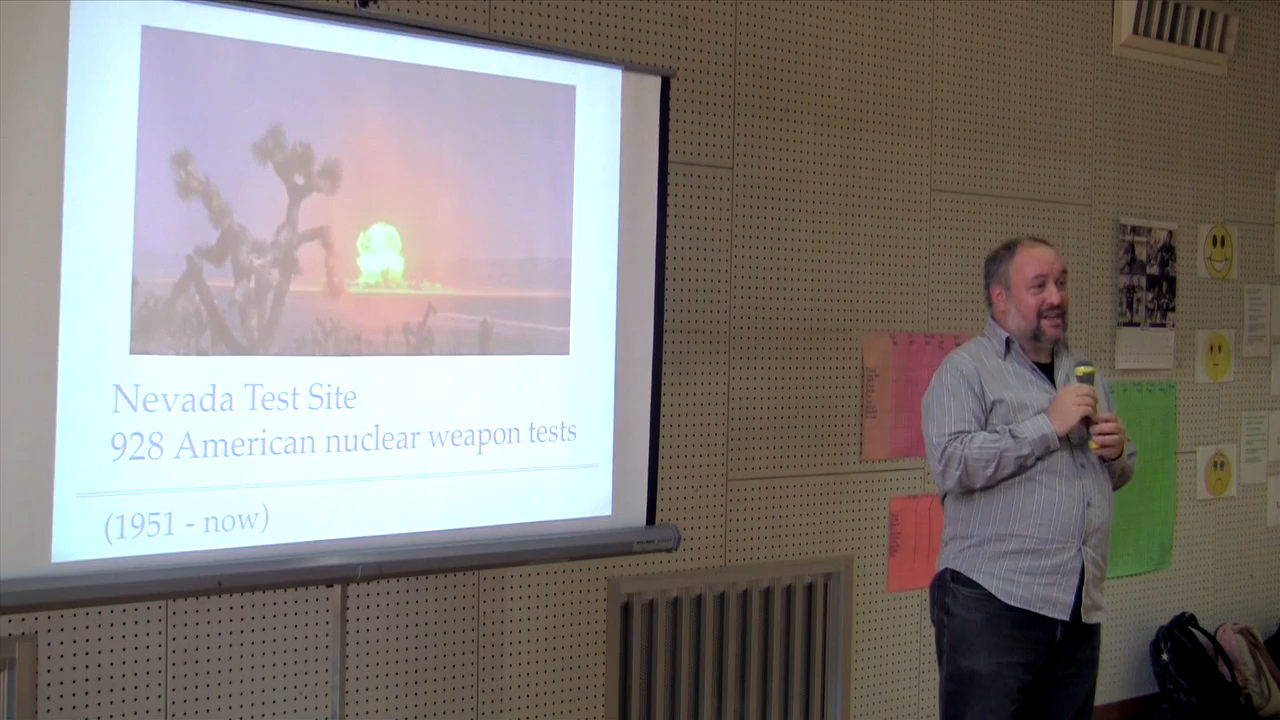 Nevada Test Site
928 American nuclear weapon tests
(1951 - now)